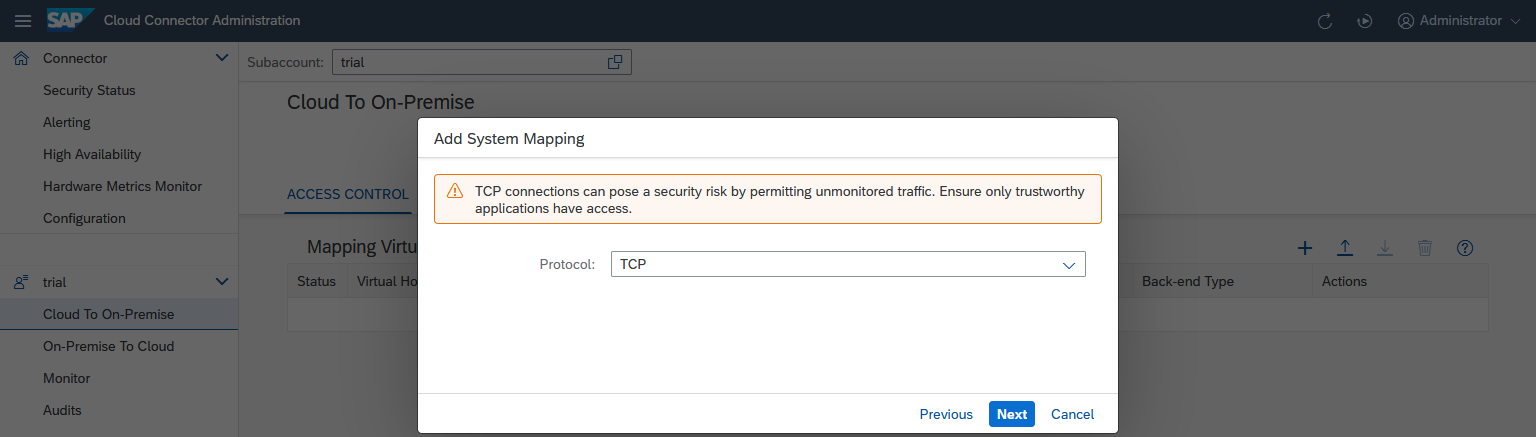 SAP Cloud Connector Administration
Administrator
Connector
Security Status
Alerting
High Availability
Hardware Metrics Monitor
Configuration
trial
Cloud To On-Premise
On-Premise To Cloud
Monitor
Audits
Subaccount: trial
Cloud To On-Premise
ACCESS CONTROL
Mapping Virtu
Status Virtual Ho Back-end Type Actions
Add System Mapping
TCP connections can pose a security risk by permitting unmonitored traffic. Ensure only trustworthy
applications have access.
Protocol: TCP
Previous Next Cancel